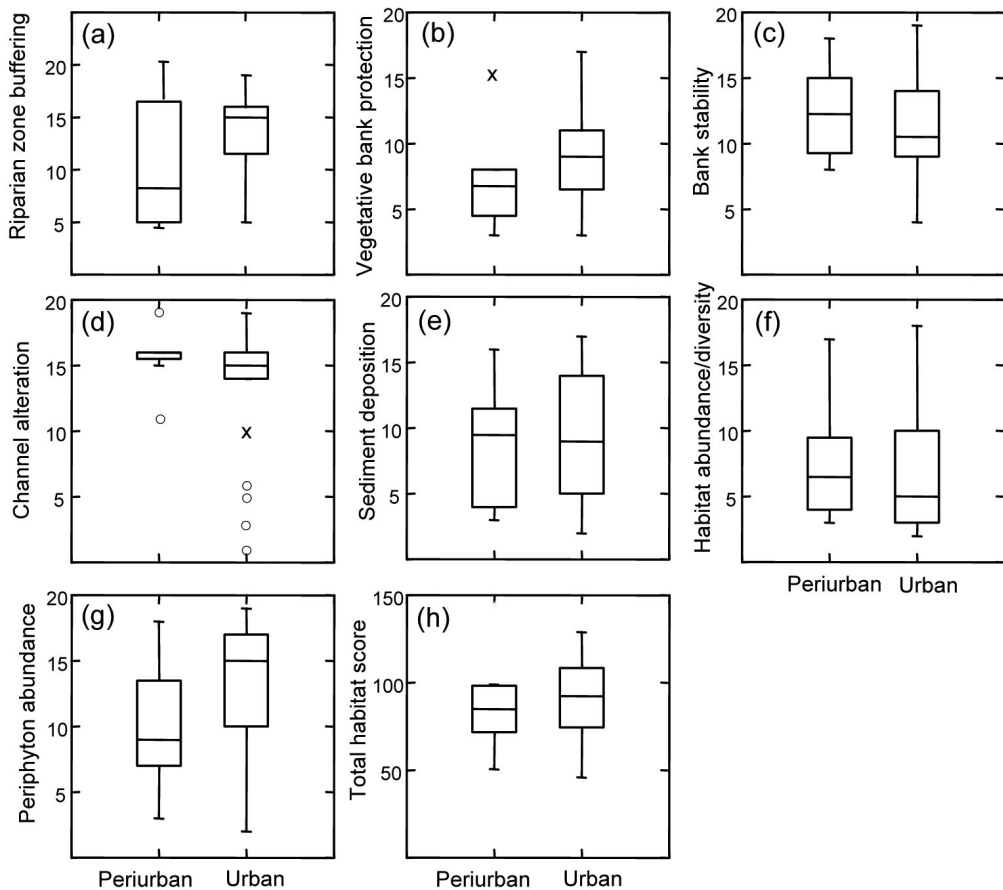 (a)
Riparian zone buffering
20
15
10
5
(b)
Vegetative bank protection
20
15
10
5
x
(c)
Bank stability
20
15
10
5
(d)
Channel alteration
20
15
10
5
x
(e)
Sediment deposition
20
15
10
5
(f)
Habitat abundance/diversity
20
15
10
5
Periurban Urban
(g)
Periphyton abundance
20
15
10
5
Periurban Urban
(h)
Total habitat score
150
100
50
Periurban Urban